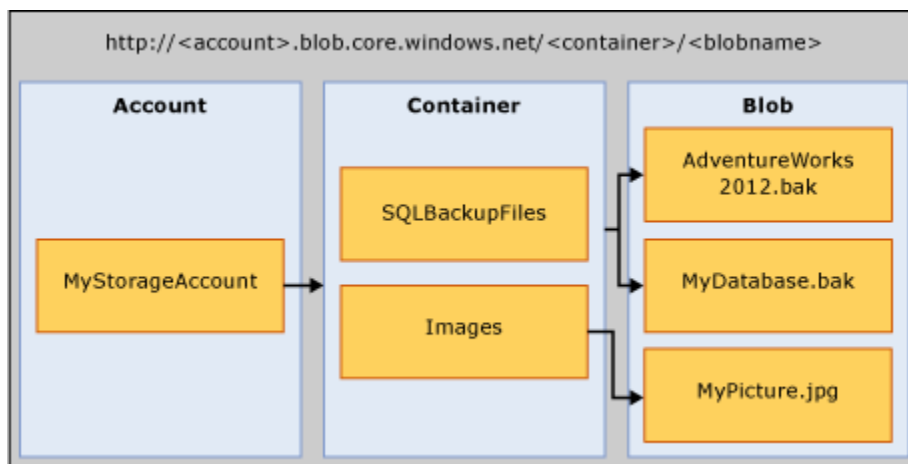 http://<account>.blob.core.windows.net/<container>/<blobname>
Account
MyStorageAccount
Container
SQLBackupFiles
Images
Blob
AdventureWorks
2012.bak
MyDatabase.bak
MyPicture.jpg